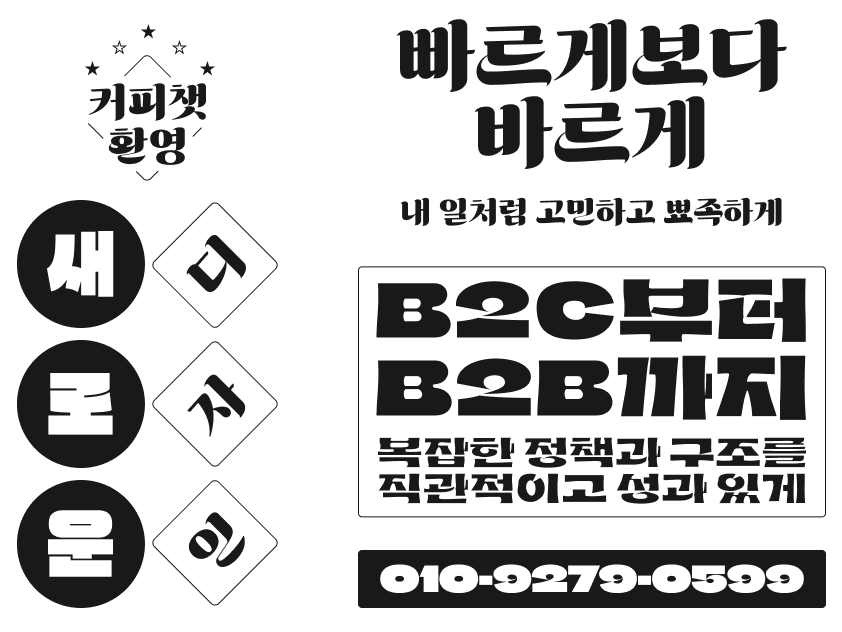 커피챗
환영
새로운
디자인
빠르게보다
바르게
내 일처럼 고민하고 뾰족하게
B2C부터
B2B까지
복잡한 정책과 구조를
직관적이고 성과 있게
010-9279-0599